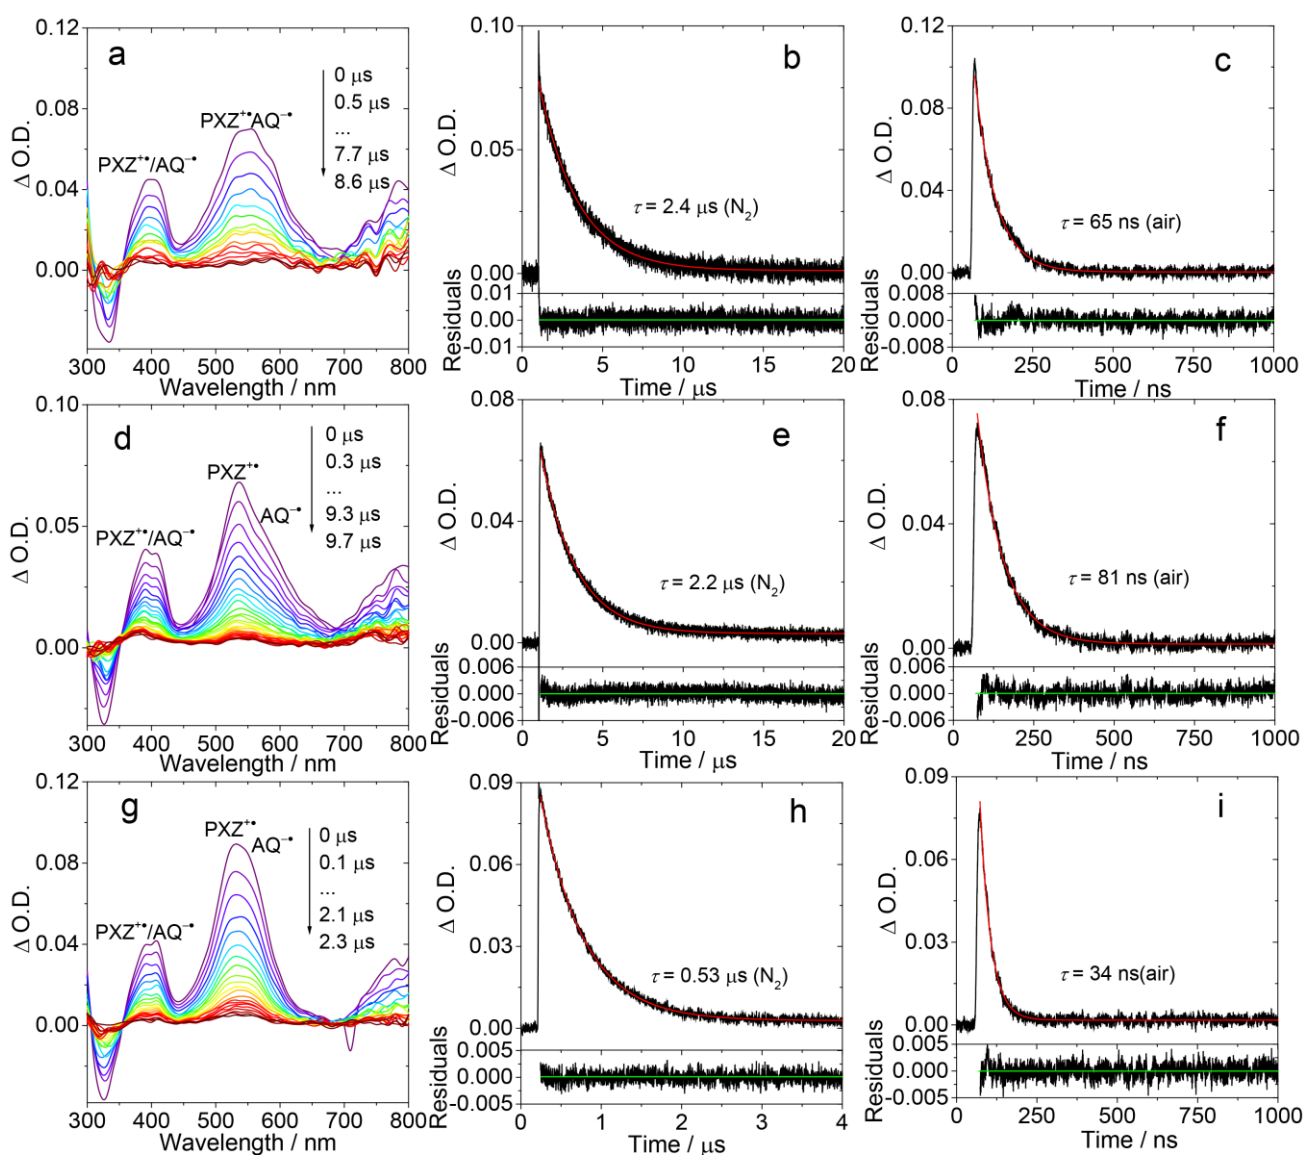 a
0 μs
0.5 μs
...
7.7 μs
8.6 μs
PXZ⁺•AQ⁻•
PXZ⁺•/AQ⁻•
Δ O.D.
0.12
0.08
0.04
0.00
300 400 500 600 700 800
Wavelength / nm
b
τ = 2.4 μs (N₂)
Δ O.D.
0.10
0.05
0.00
Residuals
0.01
0.00
-0.01
0 5 10 15 20
Time / μs
c
τ = 65 ns (air)
Δ O.D.
0.12
0.08
0.04
0.00
Residuals
0.008
0.000
-0.008
0 250 500 750 1000
Time / ns
d
0 μs
0.3 μs
...
9.3 μs
9.7 μs
PXZ⁺•
AQ⁻•
PXZ⁺•/AQ⁻•
Δ O.D.
0.10
0.05
0.00
300 400 500 600 700 800
Wavelength / nm
e
τ = 2.2 μs (N₂)
Δ O.D.
0.08
0.04
0.00
Residuals
0.006
0.000
-0.006
0 5 10 15 20
Time / μs
f
τ = 81 ns (air)
Δ O.D.
0.08
0.04
0.00
Residuals
0.006
0.000
-0.006
0 250 500 750 1000
Time / ns
g
0 μs
0.1 μs
...
2.1 μs
2.3 μs
PXZ⁺•
AQ⁻•
PXZ⁺•/AQ⁻•
Δ O.D.
0.12
0.08
0.04
0.00
300 400 500 600 700 800
Wavelength / nm
h
τ = 0.53 μs (N₂)
Δ O.D.
0.09
0.06
0.03
0.00
Residuals
0.005
0.000
-0.005
0 1 2 3 4
Time / μs
i
τ = 34 ns(air)
Δ O.D.
0.09
0.06
0.03
0.00
Residuals
0.005
0.000
-0.005
0 250 500 750 1000
Time / ns